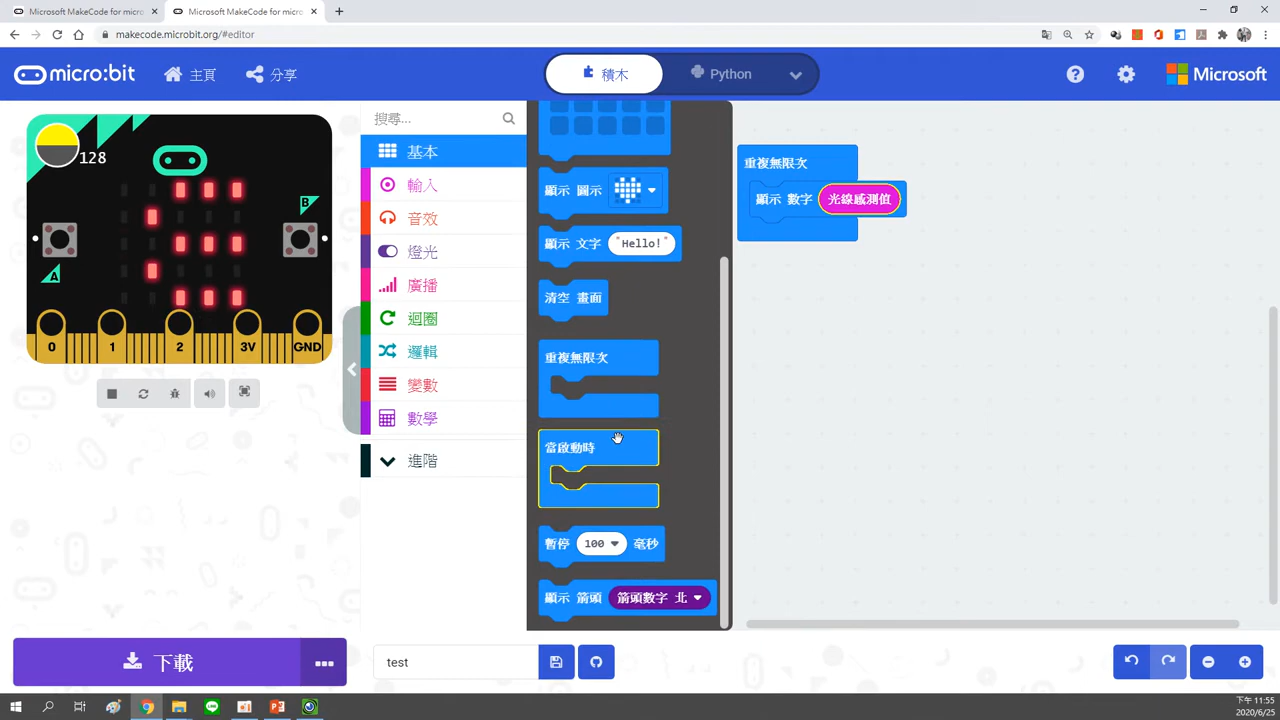 Microsoft MakeCode for micro
Microsoft MakeCode for micro
makecode.microbit.org/#editor
micro:bit
主頁
分享
積木
Python
Microsoft
128
B
A
0
1
2
3V
GND
下載
搜尋...
基本
輸入
音效
燈光
廣播
迴圈
邏輯
變數
數學
進階
顯示 圖示
顯示 文字 "Hello!"
清空 畫面
重複無限次
當啟動時
暫停 100 毫秒
顯示 箭頭 箭頭數字 北
重複無限次
顯示 數字 光線感測值
test
下午 11:55
2020/6/25